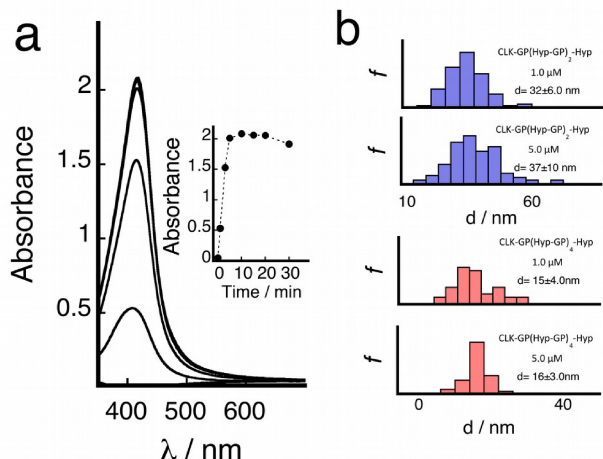 a
Absorbance
2
1.5
1
0.5
400 500 600
λ / nm
Absorbance
2
1.5
1
0.5
0
0 10 20 30
Time / min
b
f
CLK-GP(Hyp-GP)2-Hyp
1.0 µM
d= 32±6.0 nm
f
CLK-GP(Hyp-GP)2-Hyp
5.0 µM
d= 37±10 nm
10 60
d / nm
f
CLK-GP(Hyp-GP)4-Hyp
1.0 µM
d= 15±4.0nm
f
CLK-GP(Hyp-GP)4-Hyp
5.0 µM
d= 16±3.0nm
0 40
d / nm